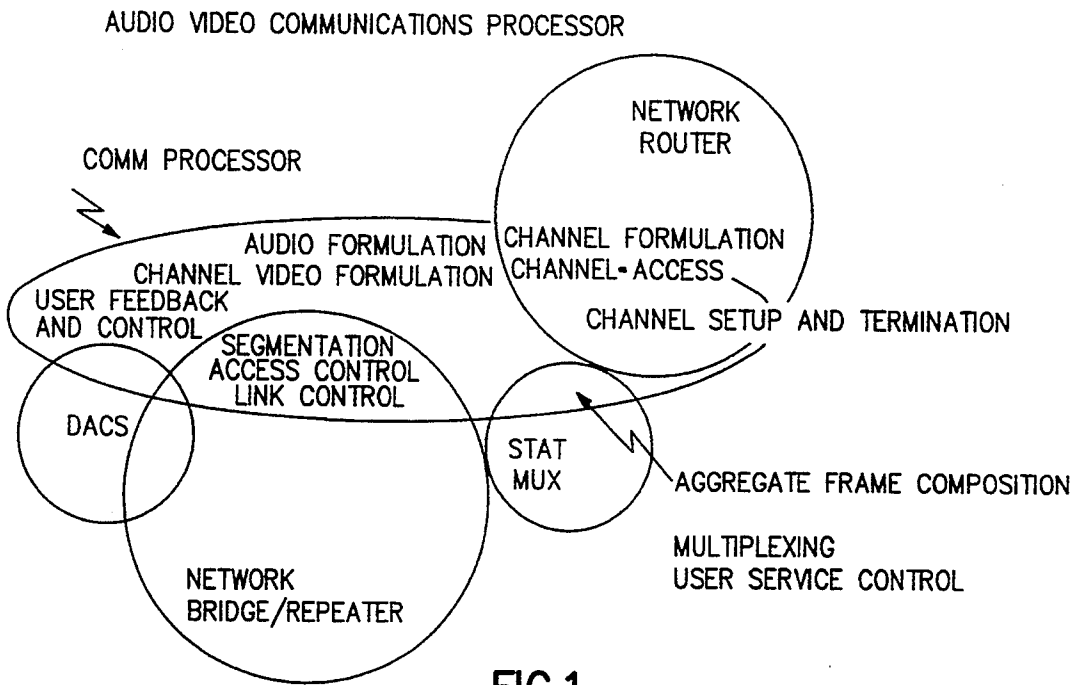 AUDIO VIDEO COMMUNICATIONS PROCESSOR
NETWORK
ROUTER
COMM PROCESSOR
AUDIO FORMULATION
CHANNEL VIDEO FORMULATION
CHANNEL FORMULATION
CHANNEL-ACCESS
USER FEEDBACK
AND CONTROL
CHANNEL SETUP AND TERMINATION
SEGMENTATION
ACCESS CONTROL
LINK CONTROL
DACS
STAT
MUX
AGGREGATE FRAME COMPOSITION
MULTIPLEXING
USER SERVICE CONTROL
NETWORK
BRIDGE/REPEATER
FIG.1